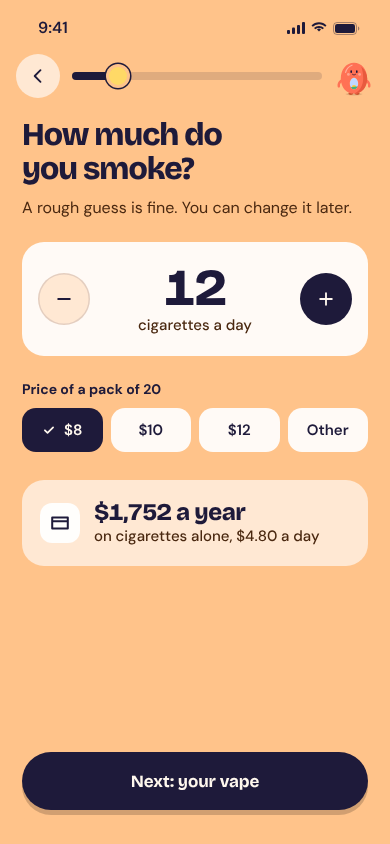 9:41
How much do
you smoke?
A rough guess is fine. You can change it later.
12
cigarettes a day
Price of a pack of 20
$8
$10
$12
Other
$1,752 a year
on cigarettes alone, $4.80 a day
Next: your vape